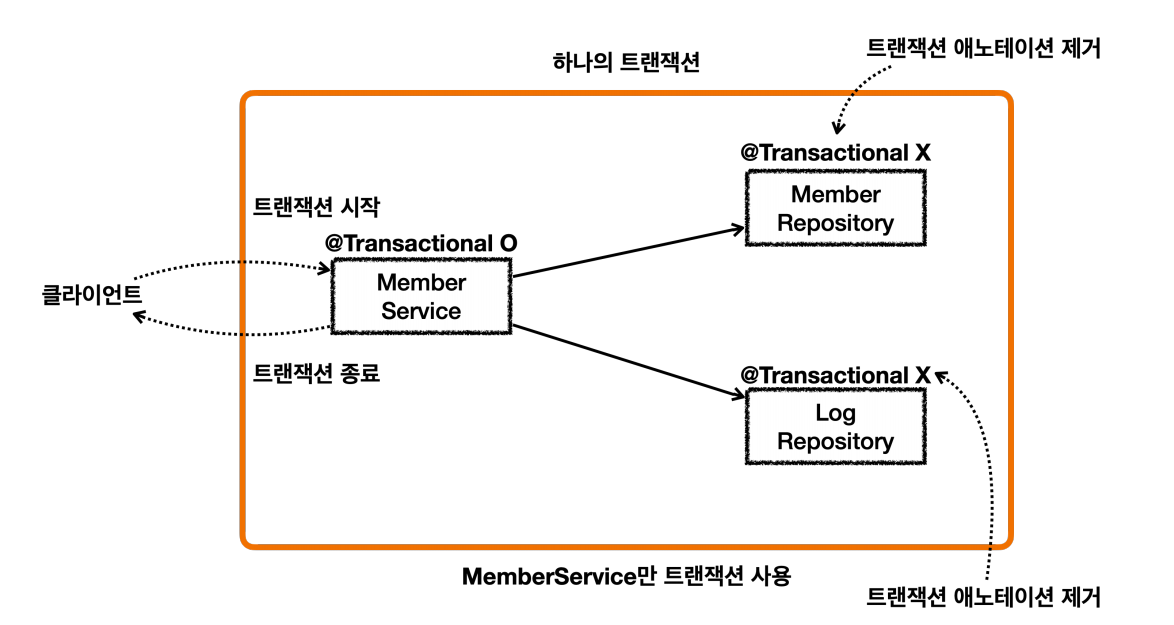 트랜잭션 애노테이션 제거
하나의 트랜잭션
@Transactional X
Member
Repository
트랜잭션 시작
@Transactional O
Member
Service
클라이언트
트랜잭션 종료
@Transactional X
Log
Repository
MemberService만 트랜잭션 사용
트랜잭션 애노테이션 제거